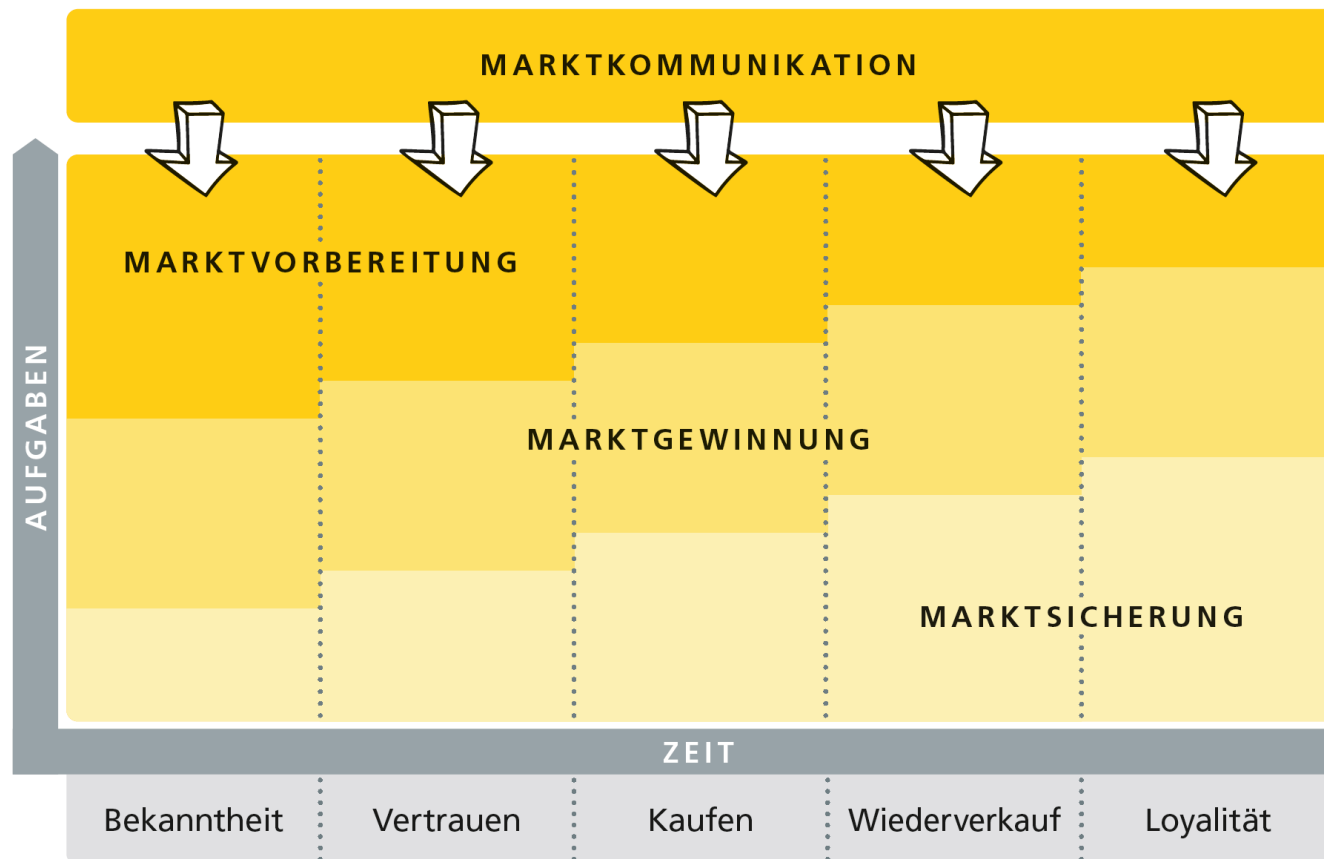 MARKTKOMMUNIKATION
MARKTVORBEREITUNG
MARKTGEWINNUNG
MARKTSICHERUNG
AUFGABEN
ZEIT
Bekanntheit Vertrauen Kaufen Wiederverkauf Loyalität